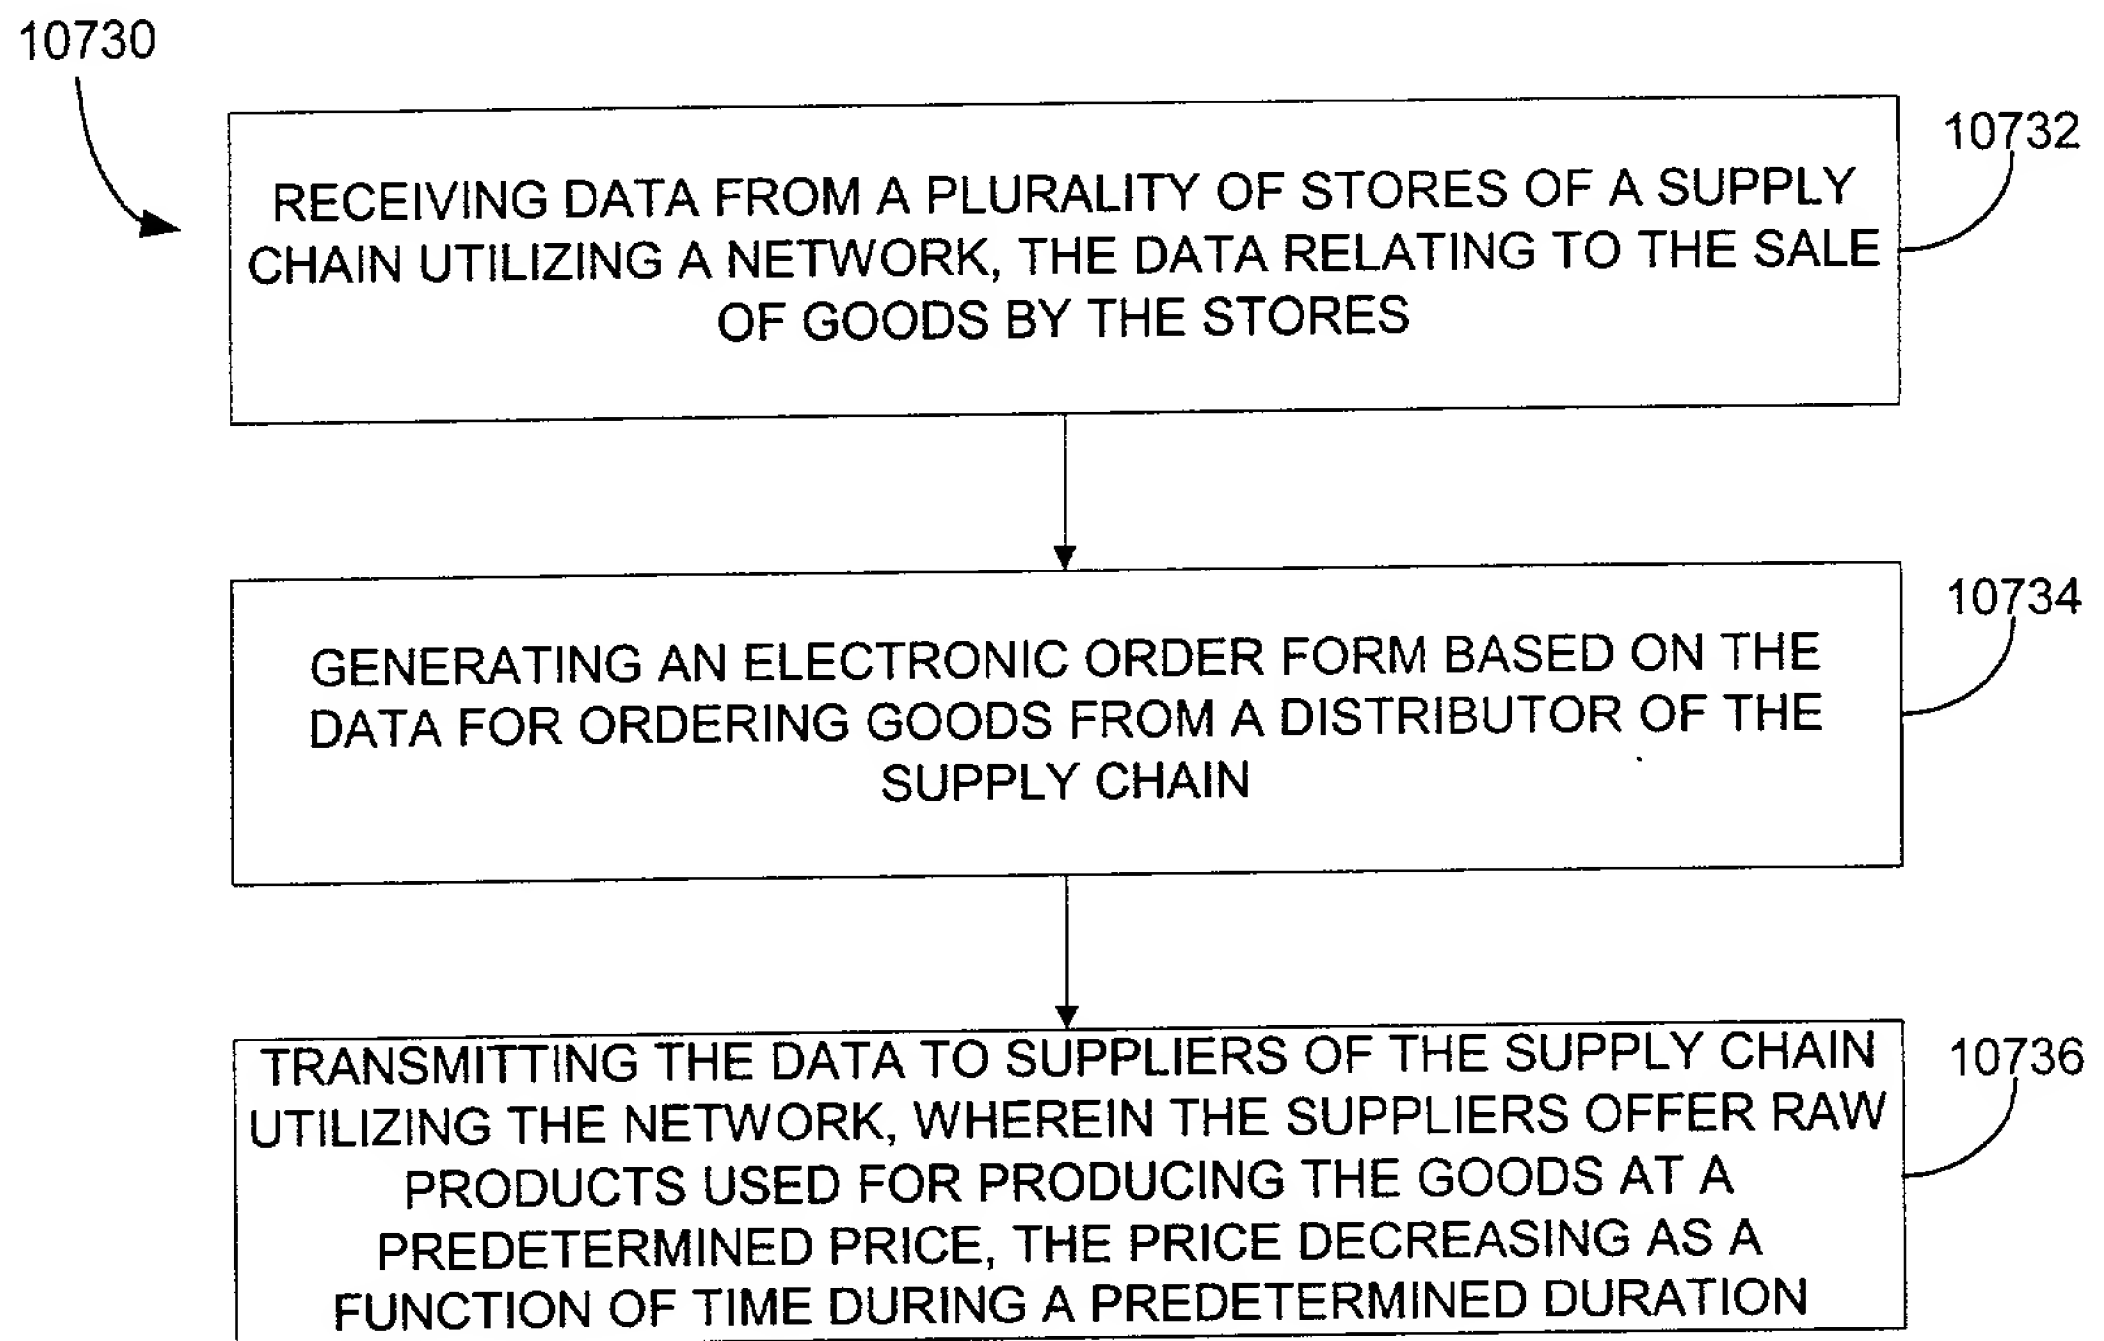 10730
10732
RECEIVING DATA FROM A PLURALITY OF STORES OF A SUPPLY
CHAIN UTILIZING A NETWORK, THE DATA RELATING TO THE SALE
OF GOODS BY THE STORES
10734
GENERATING AN ELECTRONIC ORDER FORM BASED ON THE
DATA FOR ORDERING GOODS FROM A DISTRIBUTOR OF THE
SUPPLY CHAIN
10736
TRANSMITTING THE DATA TO SUPPLIERS OF THE SUPPLY CHAIN
UTILIZING THE NETWORK, WHEREIN THE SUPPLIERS OFFER RAW
PRODUCTS USED FOR PRODUCING THE GOODS AT A
PREDETERMINED PRICE, THE PRICE DECREASING AS A
FUNCTION OF TIME DURING A PREDETERMINED DURATION